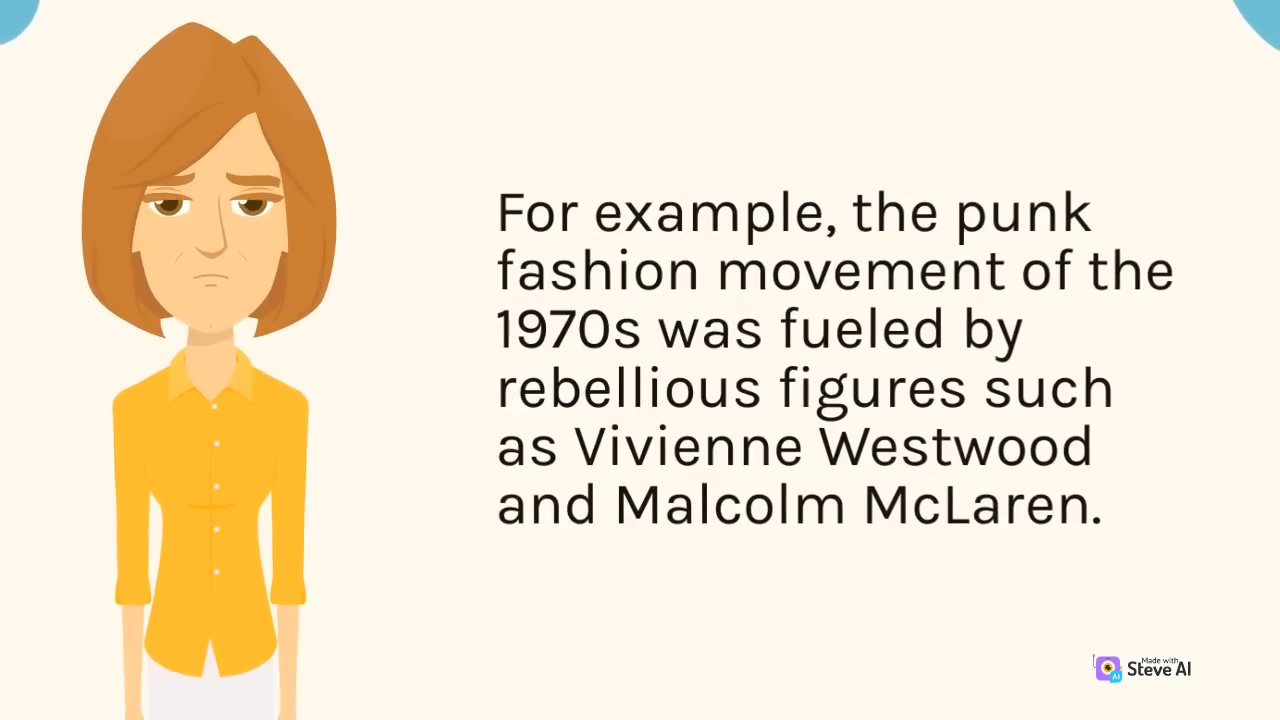 For example, the punk
fashion movement of the
1970s was fueled by
rebellious figures such
as Vivienne Westwood
and Malcolm McLaren.
Made with
Steve AI
AI